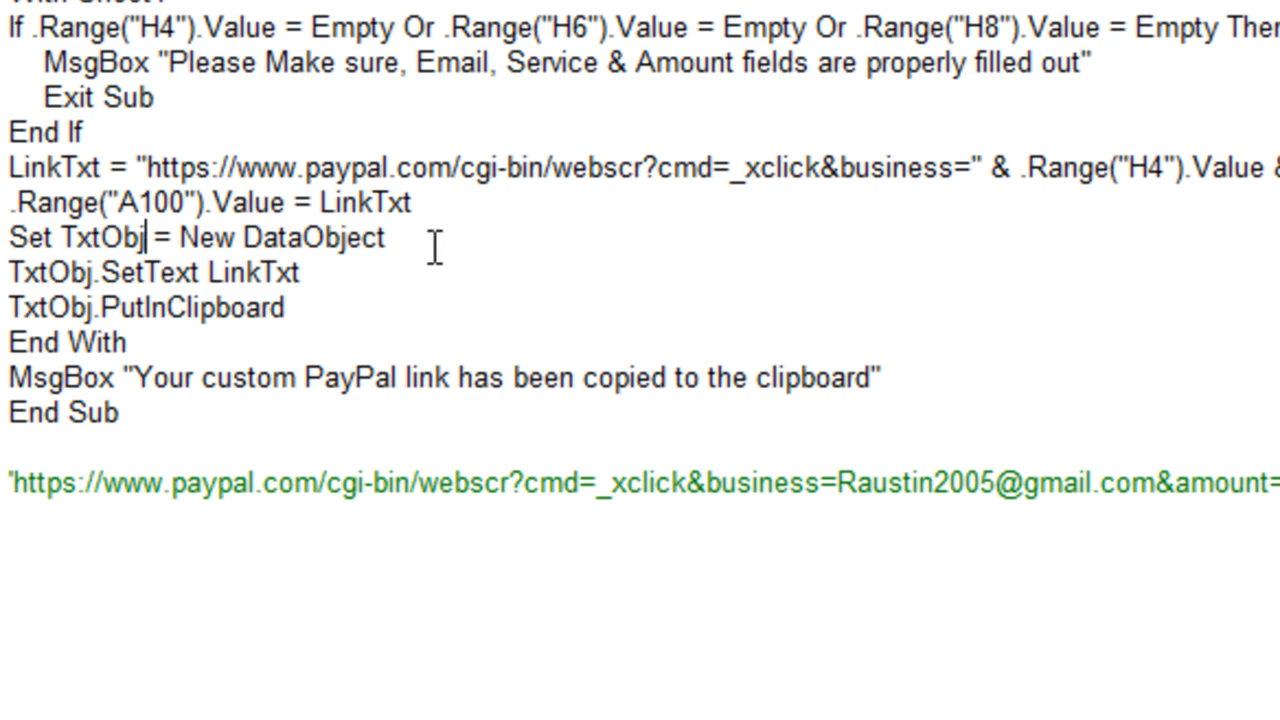 If .Range("H4").Value = Empty Or .Range("H6").Value = Empty Or .Range("H8").Value = Empty Then
MsgBox "Please Make sure, Email, Service & Amount fields are properly filled out"
Exit Sub
End If
LinkTxt = "https://www.paypal.com/cgi-bin/webscr?cmd=_xclick&business=" & .Range("H4").Value &
.Range("A100").Value = LinkTxt
Set TxtObj = New DataObject
TxtObj.SetText LinkTxt
TxtObj.PutInClipboard
End With
MsgBox "Your custom PayPal link has been copied to the clipboard"
End Sub
'https://www.paypal.com/cgi-bin/webscr?cmd=_xclick&business=Raustin2005@gmail.com&amount=